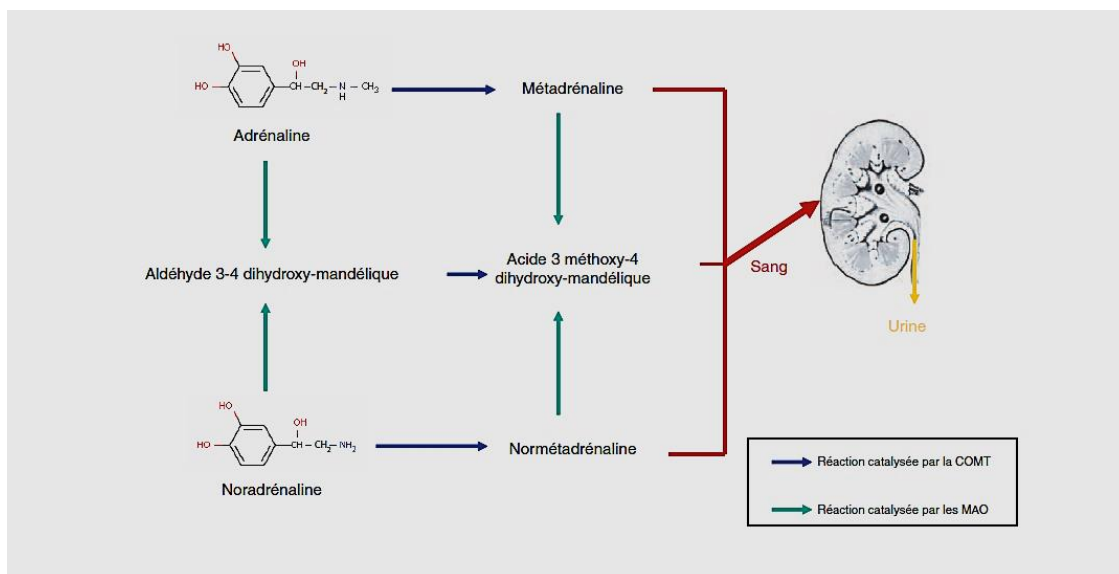 HO
OH
HO
CH
CH₂
N
H
CH₃
Adrénaline
Métadrénaline
Aldéhyde 3-4 dihydroxy-mandélique
Acide 3 méthoxy-4
dihydroxy-mandélique
Sang
Urine
HO
OH
HO
CH
CH₂
NH₂
Noradrénaline
Normétadrénaline
Réaction catalysée par la COMT
Réaction catalysée par les MAO